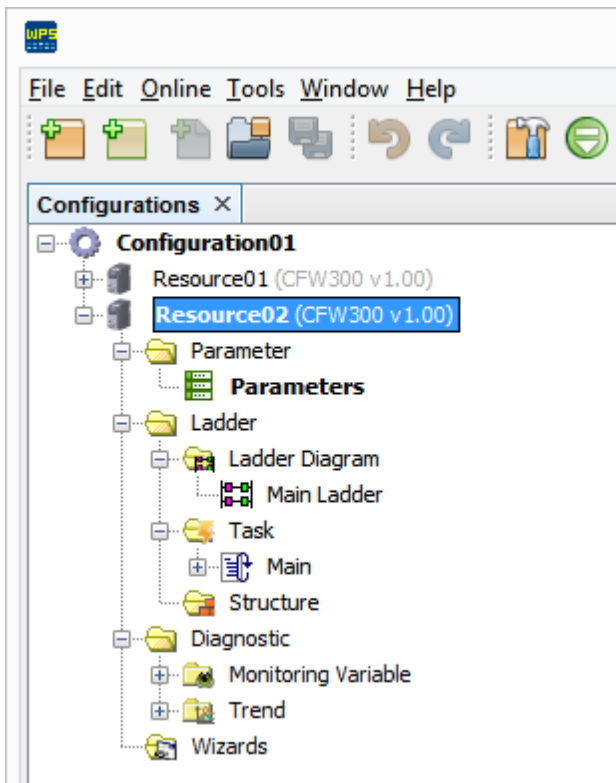 WPS
File Edit Online Tools Window Help
Configurations
Configuration01
Resource01 (CFW300 v1.00)
Resource02 (CFW300 v1.00)
Parameter
Parameters
Ladder
Ladder Diagram
Main Ladder
Task
Main
Structure
Diagnostic
Monitoring Variable
Trend
Wizards